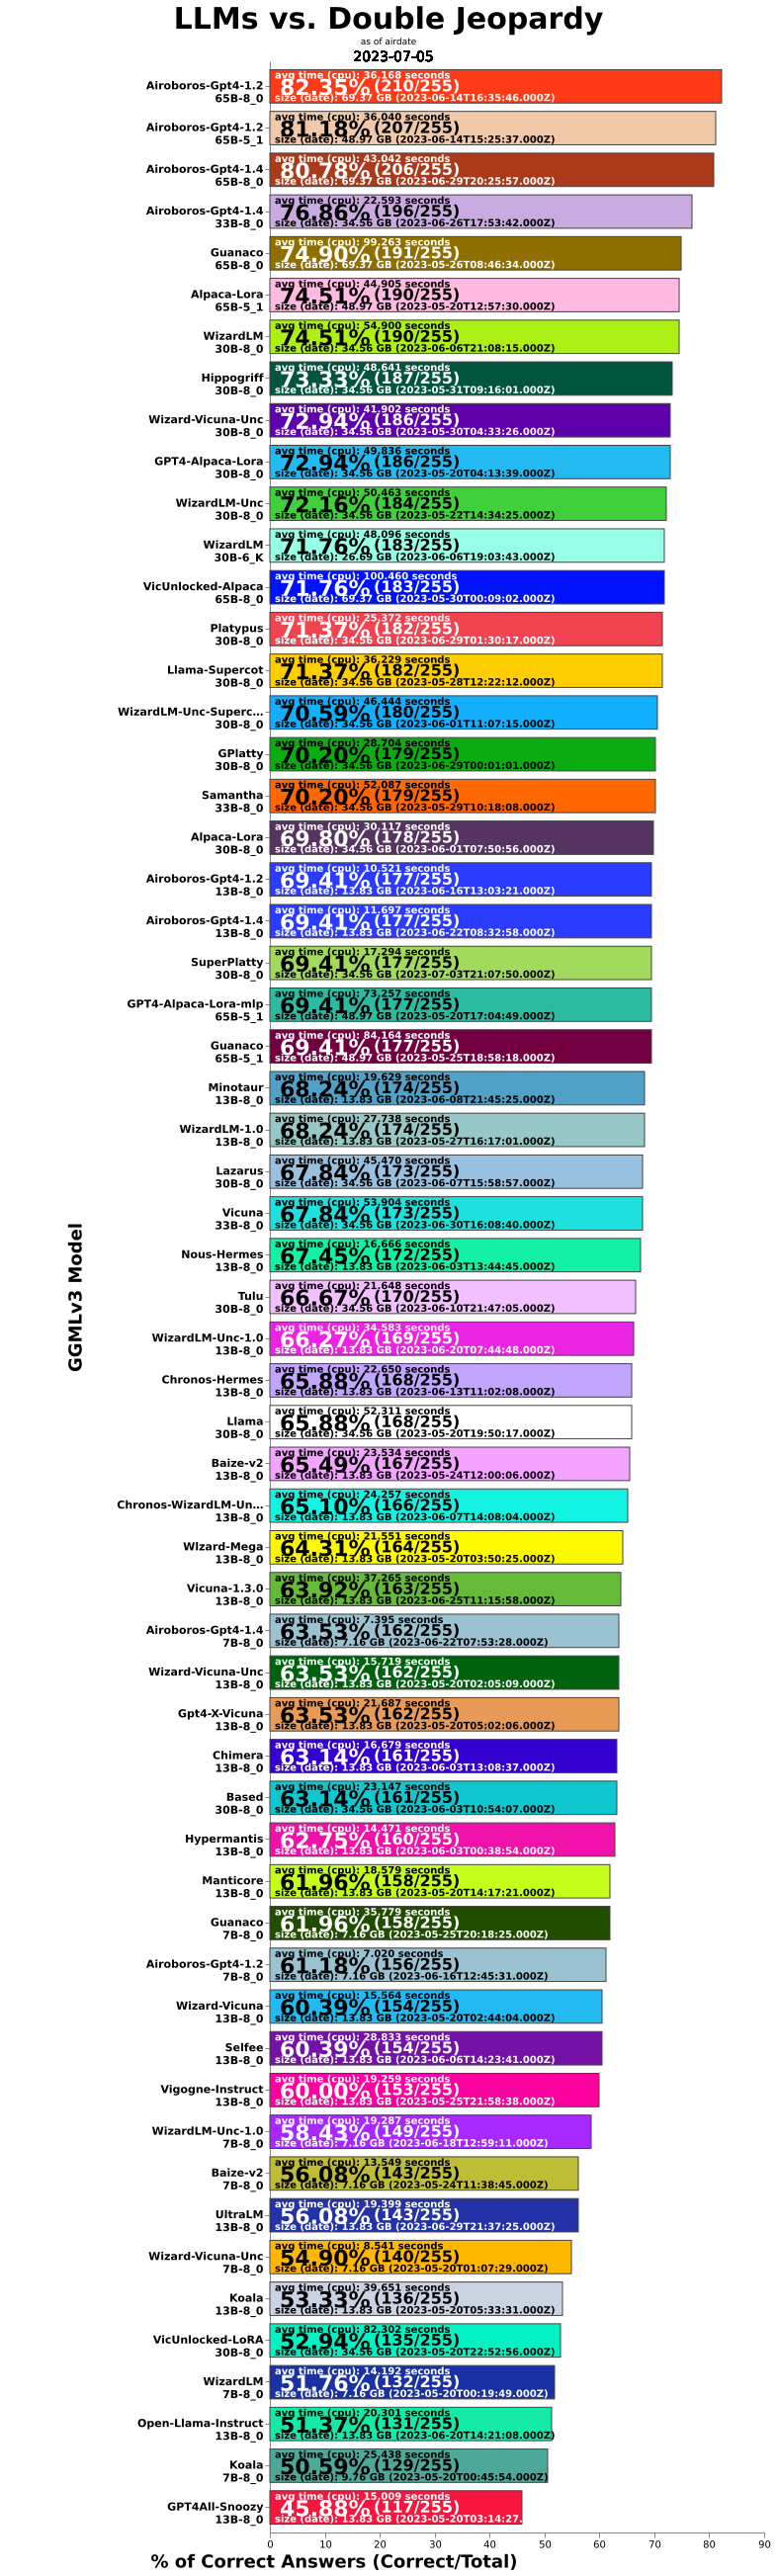 LLMs vs. Double Jeopardy
as of airdate
2023-07-05
Airoboros-Gpt4-1.2
65B-8_0
avg time (cpu): 36.168 seconds
82.35% (210/255)
size (date): 69.37 GB (2023-06-14T16:35:46.000Z)
Airoboros-Gpt4-1.2
65B-5_1
avg time (cpu): 36.040 seconds
81.18% (207/255)
size (date): 48.97 GB (2023-06-14T15:25:37.000Z)
Airoboros-Gpt4-1.4
65B-8_0
avg time (cpu): 43.042 seconds
80.78% (206/255)
size (date): 69.37 GB (2023-06-29T20:25:57.000Z)
Airoboros-Gpt4-1.4
33B-8_0
avg time (cpu): 22.593 seconds
76.86% (196/255)
size (date): 34.56 GB (2023-06-26T17:53:42.000Z)
Guanaco
65B-8_0
avg time (cpu): 99.263 seconds
74.90% (191/255)
size (date): 69.37 GB (2023-05-26T08:46:34.000Z)
Alpaca-Lora
65B-5_1
avg time (cpu): 44.905 seconds
74.51% (190/255)
size (date): 48.97 GB (2023-05-20T12:57:30.000Z)
WizardLM
30B-8_0
avg time (cpu): 54.900 seconds
74.51% (190/255)
size (date): 34.56 GB (2023-06-06T21:08:15.000Z)
Hippogriff
30B-8_0
avg time (cpu): 48.641 seconds
73.33% (187/255)
size (date): 34.56 GB (2023-05-31T09:16:01.000Z)
Wizard-Vicuna-Unc
30B-8_0
avg time (cpu): 41.902 seconds
72.94% (186/255)
size (date): 34.56 GB (2023-05-30T04:33:26.000Z)
GPT4-Alpaca-Lora
30B-8_0
avg time (cpu): 49.836 seconds
72.94% (186/255)
size (date): 34.56 GB (2023-05-20T04:13:39.000Z)
WizardLM-Unc
30B-8_0
avg time (cpu): 50.463 seconds
72.16% (184/255)
size (date): 34.56 GB (2023-05-22T14:34:25.000Z)
WizardLM
30B-6_K
avg time (cpu): 48.096 seconds
71.76% (183/255)
size (date): 26.69 GB (2023-06-06T19:03:43.000Z)
VicUnlocked-Alpaca
65B-8_0
avg time (cpu): 100.460 seconds
71.76% (183/255)
size (date): 69.37 GB (2023-05-30T00:09:02.000Z)
Platypus
30B-8_0
avg time (cpu): 25.372 seconds
71.37% (182/255)
size (date): 34.56 GB (2023-06-29T01:30:17.000Z)
Llama-Supercot
30B-8_0
avg time (cpu): 36.229 seconds
71.37% (182/255)
size (date): 34.56 GB (2023-05-28T12:22:12.000Z)
WizardLM-Unc-Superc...
30B-8_0
avg time (cpu): 46.444 seconds
70.59% (180/255)
size (date): 34.56 GB (2023-06-01T11:07:15.000Z)
GPlatty
30B-8_0
avg time (cpu): 28.704 seconds
70.20% (179/255)
size (date): 34.56 GB (2023-06-29T00:01:01.000Z)
Samantha
33B-8_0
avg time (cpu): 52.087 seconds
70.20% (179/255)
size (date): 34.56 GB (2023-05-29T10:18:08.000Z)
Alpaca-Lora
30B-8_0
avg time (cpu): 30.117 seconds
69.80% (178/255)
size (date): 34.56 GB (2023-06-01T07:50:56.000Z)
Airoboros-Gpt4-1.2
13B-8_0
avg time (cpu): 10.521 seconds
69.41% (177/255)
size (date): 13.83 GB (2023-06-16T13:03:21.000Z)
Airoboros-Gpt4-1.4
13B-8_0
avg time (cpu): 11.697 seconds
69.41% (177/255)
size (date): 13.83 GB (2023-06-22T08:32:58.000Z)
SuperPlatty
30B-8_0
avg time (cpu): 17.294 seconds
69.41% (177/255)
size (date): 34.56 GB (2023-07-03T21:07:50.000Z)
GPT4-Alpaca-Lora-mlp
65B-5_1
avg time (cpu): 73.257 seconds
69.41% (177/255)
size (date): 48.97 GB (2023-05-20T17:04:49.000Z)
Guanaco
65B-5_1
avg time (cpu): 84.164 seconds
69.41% (177/255)
size (date): 48.97 GB (2023-05-25T18:58:18.000Z)
Minotaur
13B-8_0
avg time (cpu): 19.629 seconds
68.24% (174/255)
size (date): 13.83 GB (2023-06-08T21:45:25.000Z)
WizardLM-1.0
13B-8_0
avg time (cpu): 27.738 seconds
68.24% (174/255)
size (date): 13.83 GB (2023-05-27T16:17:01.000Z)
Lazarus
30B-8_0
avg time (cpu): 45.470 seconds
67.84% (173/255)
size (date): 34.56 GB (2023-06-07T15:58:57.000Z)
Vicuna
33B-8_0
avg time (cpu): 53.904 seconds
67.84% (173/255)
size (date): 34.56 GB (2023-06-30T16:08:40.000Z)
Nous-Hermes
13B-8_0
avg time (cpu): 16.666 seconds
67.45% (172/255)
size (date): 13.83 GB (2023-06-03T13:44:45.000Z)
Tulu
30B-8_0
avg time (cpu): 21.648 seconds
66.67% (170/255)
size (date): 34.56 GB (2023-06-10T21:47:05.000Z)
GGMLv3 Model
WizardLM-Unc-1.0
13B-8_0
avg time (cpu): 34.583 seconds
66.27% (169/255)
size (date): 13.83 GB (2023-06-20T07:44:48.000Z)
Chronos-Hermes
13B-8_0
avg time (cpu): 22.650 seconds
65.88% (168/255)
size (date): 13.83 GB (2023-06-13T11:02:08.000Z)
Llama
30B-8_0
avg time (cpu): 52.311 seconds
65.88% (168/255)
size (date): 34.56 GB (2023-05-20T19:50:17.000Z)
Baize-v2
13B-8_0
avg time (cpu): 23.534 seconds
65.49% (167/255)
size (date): 13.83 GB (2023-05-24T12:00:06.000Z)
Chronos-WizardLM-Un...
13B-8_0
avg time (cpu): 24.257 seconds
65.10% (166/255)
size (date): 13.83 GB (2023-06-07T14:08:04.000Z)
WIzard-Mega
13B-8_0
avg time (cpu): 21.551 seconds
64.31% (164/255)
size (date): 13.83 GB (2023-05-20T03:50:25.000Z)
Vicuna-1.3.0
13B-8_0
avg time (cpu): 37.265 seconds
63.92% (163/255)
size (date): 13.83 GB (2023-06-25T11:15:58.000Z)
Airoboros-Gpt4-1.4
7B-8_0
avg time (cpu): 7.395 seconds
63.53% (162/255)
size (date): 7.16 GB (2023-06-22T07:53:28.000Z)
Wizard-Vicuna-Unc
13B-8_0
avg time (cpu): 15.719 seconds
63.53% (162/255)
size (date): 13.83 GB (2023-05-20T02:05:09.000Z)
Gpt4-X-Vicuna
13B-8_0
avg time (cpu): 21.687 seconds
63.53% (162/255)
size (date): 13.83 GB (2023-05-20T05:02:06.000Z)
Chimera
13B-8_0
avg time (cpu): 16.679 seconds
63.14% (161/255)
size (date): 13.83 GB (2023-06-03T13:08:37.000Z)
Based
30B-8_0
avg time (cpu): 23.147 seconds
63.14% (161/255)
size (date): 34.56 GB (2023-06-03T10:54:07.000Z)
Hypermantis
13B-8_0
avg time (cpu): 14.471 seconds
62.75% (160/255)
size (date): 13.83 GB (2023-06-03T00:38:54.000Z)
Manticore
13B-8_0
avg time (cpu): 18.579 seconds
61.96% (158/255)
size (date): 13.83 GB (2023-05-20T14:17:21.000Z)
Guanaco
7B-8_0
avg time (cpu): 35.779 seconds
61.96% (158/255)
size (date): 7.16 GB (2023-05-25T20:18:25.000Z)
Airoboros-Gpt4-1.2
7B-8_0
avg time (cpu): 7.020 seconds
61.18% (156/255)
size (date): 7.16 GB (2023-06-16T12:45:31.000Z)
Wizard-Vicuna
13B-8_0
avg time (cpu): 15.564 seconds
60.39% (154/255)
size (date): 13.83 GB (2023-05-20T02:44:04.000Z)
Selfee
13B-8_0
avg time (cpu): 28.833 seconds
60.39% (154/255)
size (date): 13.83 GB (2023-06-06T14:23:41.000Z)
Vigogne-Instruct
13B-8_0
avg time (cpu): 19.259 seconds
60.00% (153/255)
size (date): 13.83 GB (2023-05-25T21:58:38.000Z)
WizardLM-Unc-1.0
7B-8_0
avg time (cpu): 19.287 seconds
58.43% (149/255)
size (date): 7.16 GB (2023-06-18T12:59:11.000Z)
Baize-v2
7B-8_0
avg time (cpu): 13.549 seconds
56.08% (143/255)
size (date): 7.16 GB (2023-05-24T11:38:45.000Z)
UltraLM
13B-8_0
avg time (cpu): 19.399 seconds
56.08% (143/255)
size (date): 13.83 GB (2023-06-29T21:37:25.000Z)
Wizard-Vicuna-Unc
7B-8_0
avg time (cpu): 8.541 seconds
54.90% (140/255)
size (date): 7.16 GB (2023-05-20T01:07:29.000Z)
Koala
13B-8_0
avg time (cpu): 39.651 seconds
53.33% (136/255)
size (date): 13.83 GB (2023-05-20T05:33:31.000Z)
VicUnlocked-LoRA
30B-8_0
avg time (cpu): 82.302 seconds
52.94% (135/255)
size (date): 34.56 GB (2023-05-20T22:52:56.000Z)
WizardLM
7B-8_0
avg time (cpu): 14.192 seconds
51.76% (132/255)
size (date): 7.16 GB (2023-05-20T00:19:49.000Z)
Open-Llama-Instruct
13B-8_0
avg time (cpu): 20.301 seconds
51.37% (131/255)
size (date): 13.83 GB (2023-06-20T14:21:08.000Z)
Koala
7B-8_0
avg time (cpu): 25.438 seconds
50.59% (129/255)
size (date): 9.76 GB (2023-05-20T00:45:54.000Z)
GPT4All-Snoozy
13B-8_0
avg time (cpu): 15.009 seconds
45.88% (117/255)
size (date): 13.83 GB (2023-05-20T03:14:27.
0 10 20 30 40 50 60 70 80 90
% of Correct Answers (Correct/Total)